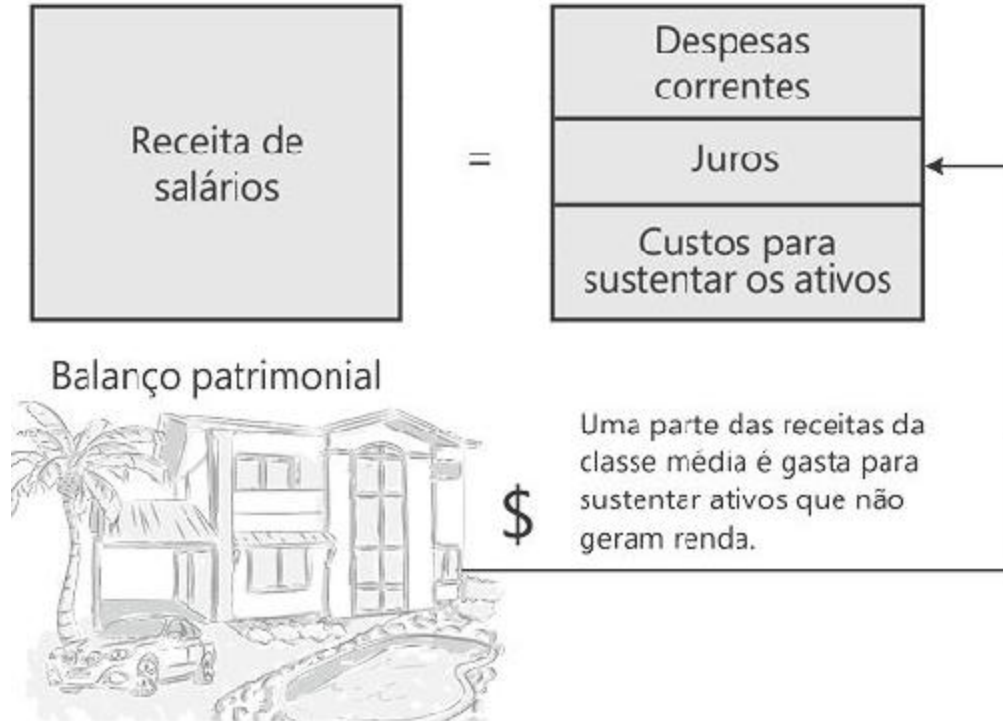 Receita de
salários
=
Despesas
correntes
Juros
Custos para
sustentar os ativos
Balanço patrimonial
$
Uma parte das receitas da
classe média é gasta para
sustentar ativos que não
geram renda.